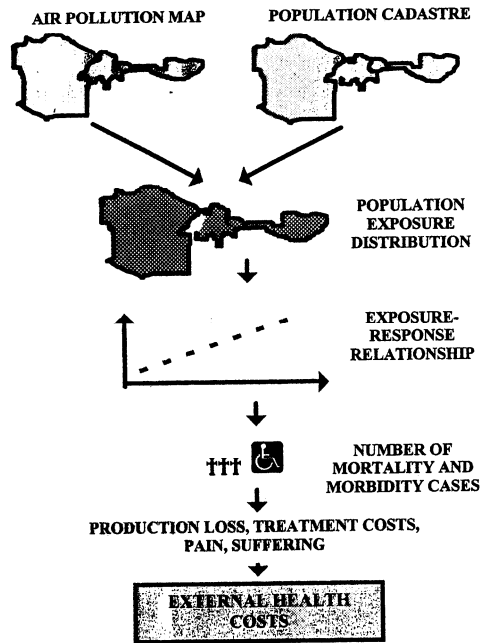 AIR POLLUTION MAP
POPULATION CADASTRE
POPULATION
EXPOSURE
DISTRIBUTION
EXPOSURE-
RESPONSE
RELATIONSHIP
NUMBER OF
MORTALITY AND
MORBIDITY CASES
PRODUCTION LOSS, TREATMENT COSTS,
PAIN, SUFFERING
EXTERNAL HEALTH
COSTS